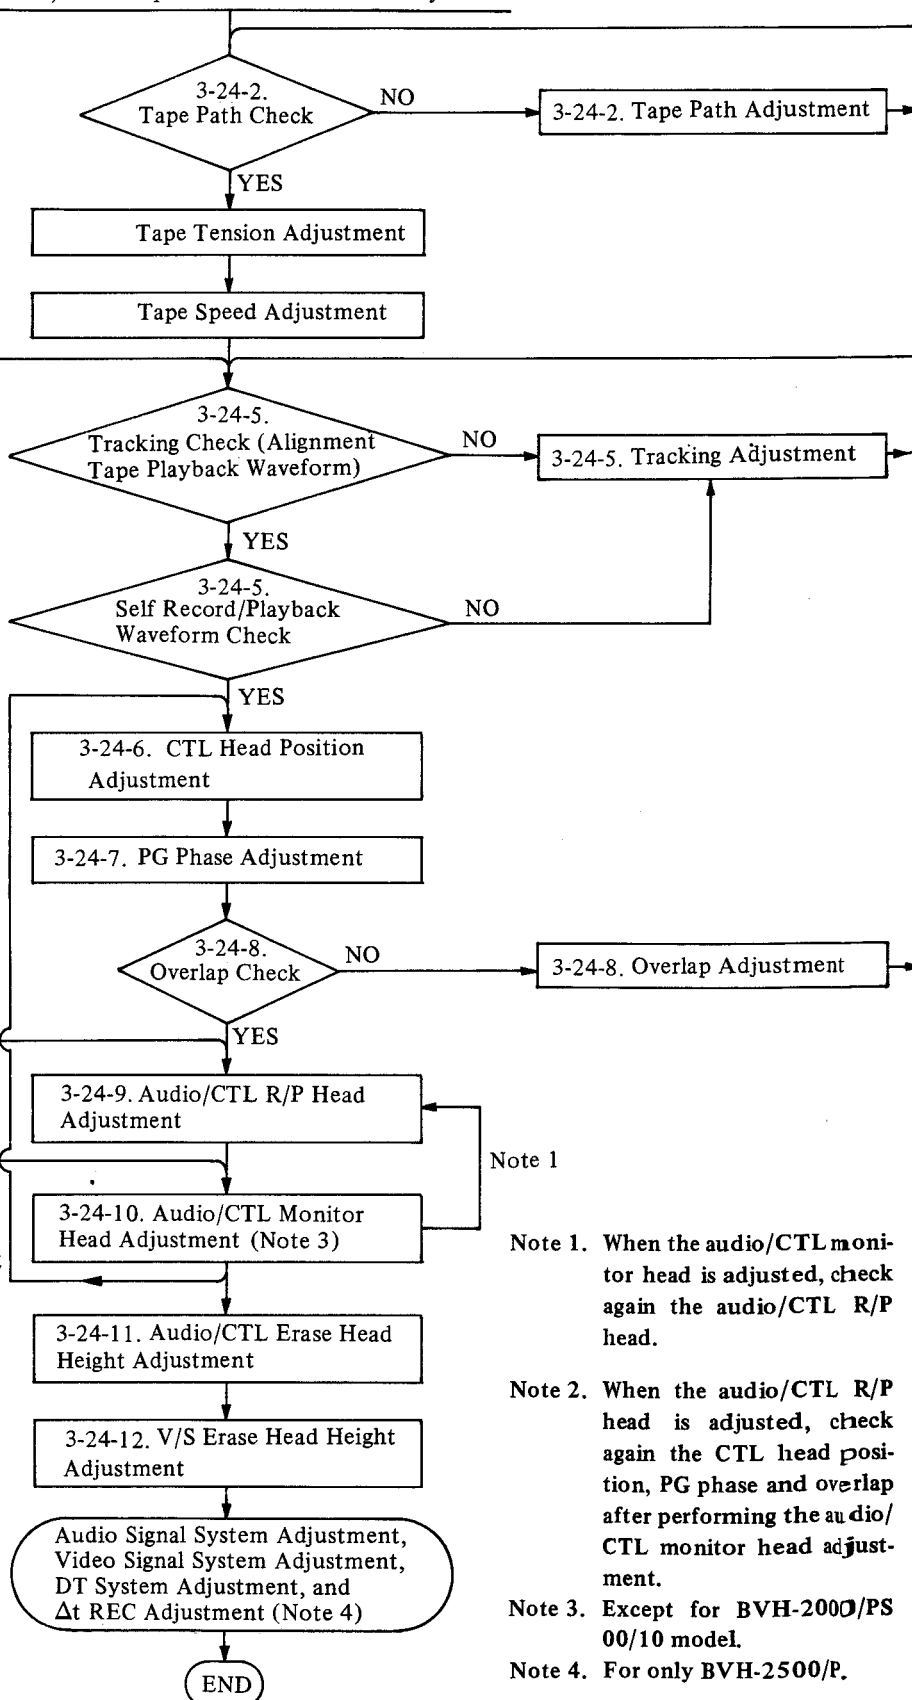 3-24-2.
Tape Path Check
NO
3-24-2. Tape Path Adjustment
YES
Tape Tension Adjustment
Tape Speed Adjustment
3-24-5.
Tracking Check (Alignment
Tape Playback Waveform)
NO
3-24-5. Tracking Adjustment
YES
3-24-5.
Self Record/Playback
Waveform Check
NO
YES
3-24-6. CTL Head Position
Adjustment
3-24-7. PG Phase Adjustment
3-24-8.
Overlap Check
NO
3-24-8. Overlap Adjustment
YES
3-24-9. Audio/CTL R/P Head
Adjustment
Note 1
3-24-10. Audio/CTL Monitor
Head Adjustment (Note 3)
3-24-11. Audio/CTL Erase Head
Height Adjustment
3-24-12. V/S Erase Head Height
Adjustment
Audio Signal System Adjustment,
Video Signal System Adjustment,
DT System Adjustment, and
Δt REC Adjustment (Note 4)
END
Note 1. When the audio/CTL moni-
tor head is adjusted, check
again the audio/CTL R/P
head.
Note 2. When the audio/CTL R/P
head is adjusted, check
again the CTL head posi-
tion, PG phase and overlap
after performing the audio/
CTL monitor head adjust-
ment.
Note 3. Except for BVH-2000/PS
00/10 model.
Note 4. For only BVH-2500/P.